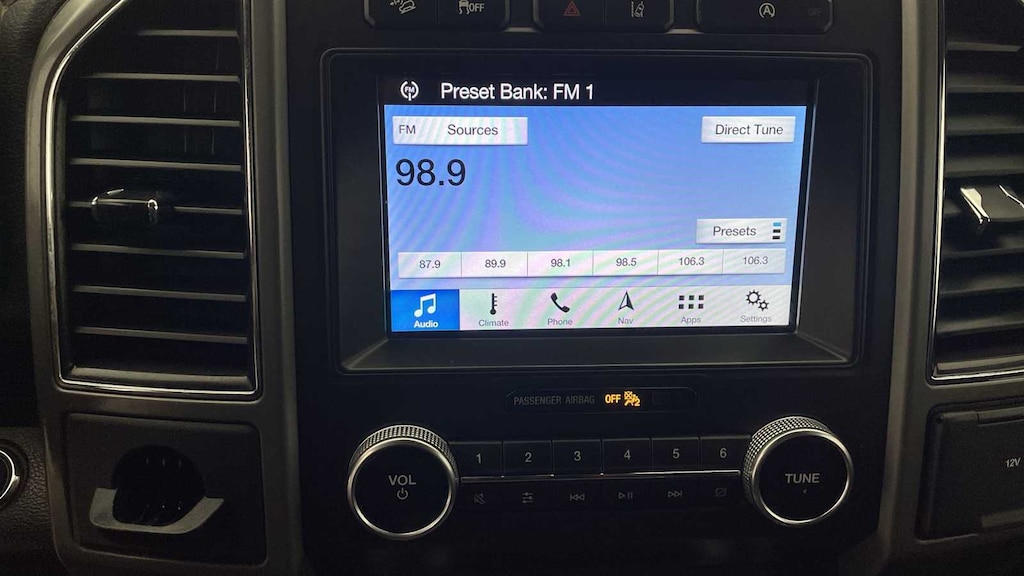 OFF
A OFF
FM Preset Bank: FM 1
FM Sources
Direct Tune
98.9
Presets
87.9 89.9 98.1 98.5 106.3 106.3
Audio Climate Phone Nav Apps Settings
PASSENGER AIRBAG OFF
1 2 3 4 5 6
VOL
TUNE
12V